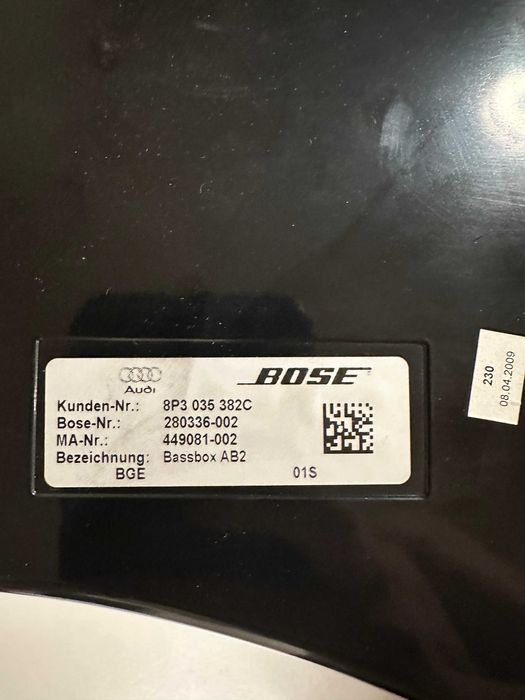 Audi
BOSE
Kunden-Nr.: 8P3 035 382C
Bose-Nr.: 280336-002
MA-Nr.: 449081-002
Bezeichnung: Bassbox AB2
BGE 01S
230
08.04.2009